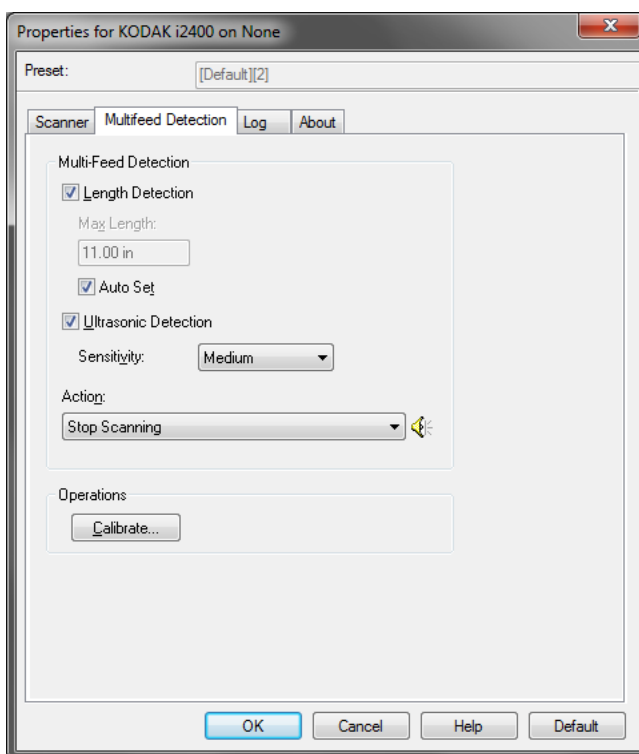 Properties for KODAK i2400 on None
Preset: [Default][2]
Scanner Multifeed Detection Log About
Multi-Feed Detection
Length Detection
Max Length:
11.00 in
Auto Set
Ultrasonic Detection
Sensitivity: Medium
Action:
Stop Scanning
Operations
Calibrate...
OK Cancel Help Default